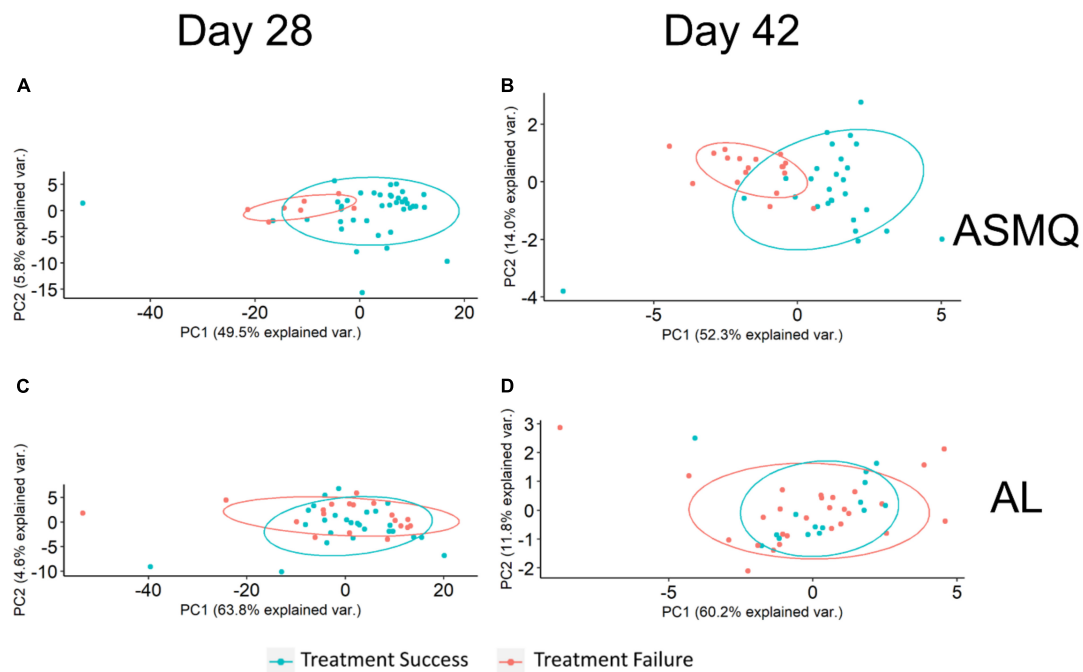 Day 28
Day 42
A
PC2 (5.8% explained var.)
5
0
-5
-10
-15
-40
-20
0
20
PC1 (49.5% explained var.)
B
PC2 (14.0% explained var.)
2
0
-2
-4
-5
0
5
PC1 (52.3% explained var.)
ASMQ
C
PC2 (4.6% explained var.)
5
0
-5
-10
-40
-20
0
20
PC1 (63.8% explained var.)
D
PC2 (11.8% explained var.)
3
2
1
0
-1
-2
-5
0
5
PC1 (60.2% explained var.)
AL
Treatment Success
Treatment Failure